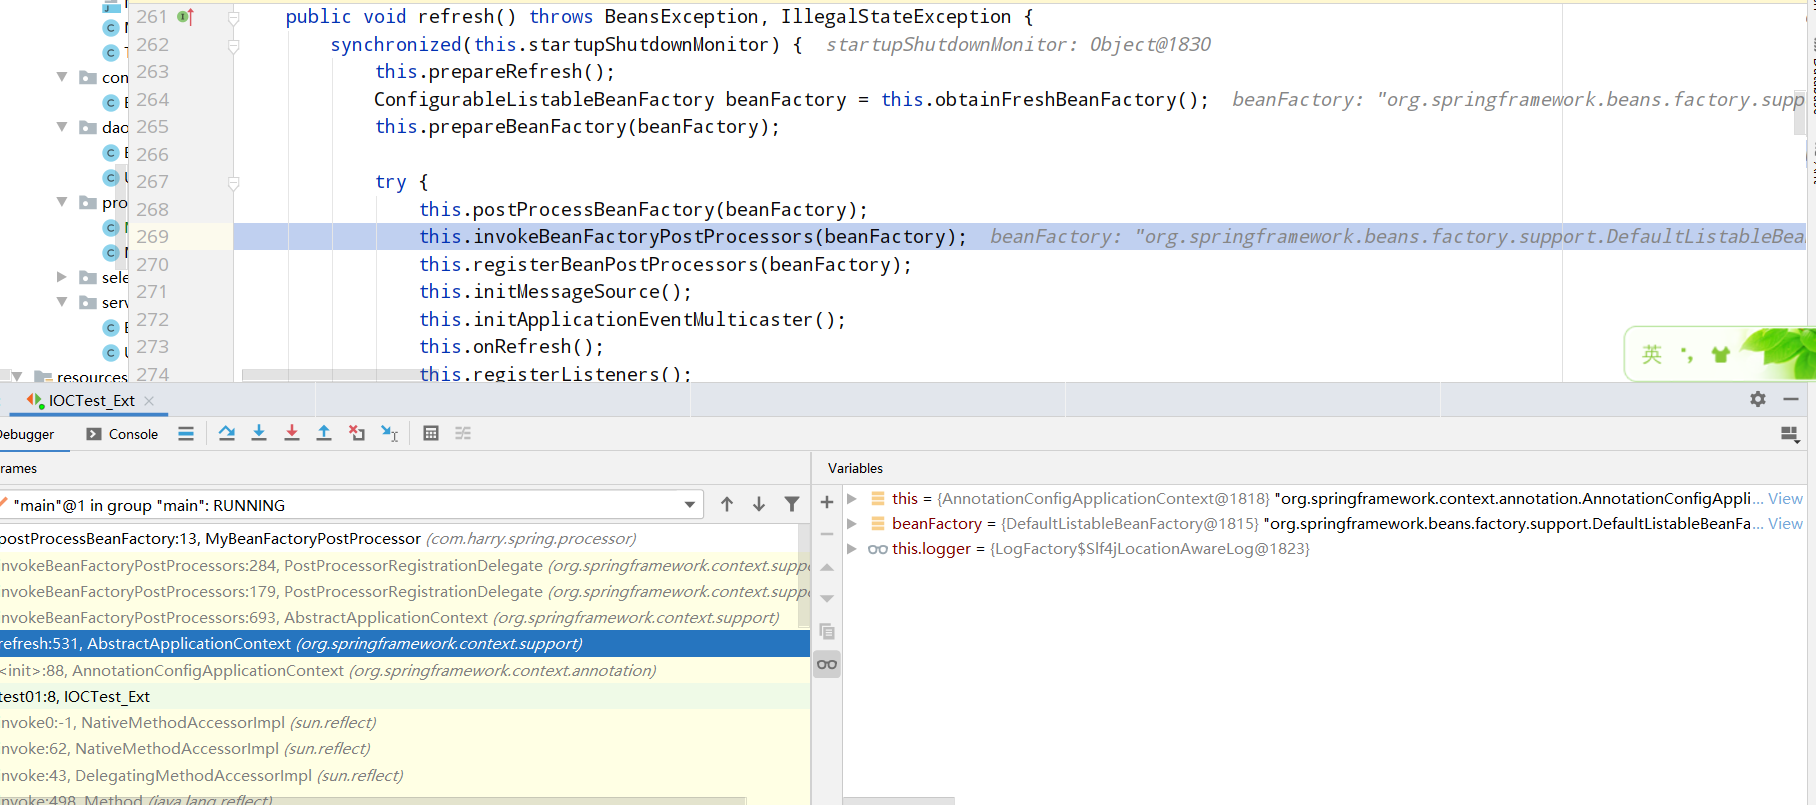 261 public void refresh() throws BeansException, IllegalStateException {
262 synchronized(this.startupShutdownMonitor) { startupShutdownMonitor: Object@1830
263 this.prepareRefresh();
264 ConfigurableListableBeanFactory beanFactory = this.obtainFreshBeanFactory(); beanFactory: "org.springframework.beans.factory.supp
265 this.prepareBeanFactory(beanFactory);
266
267 try {
268 this.postProcessBeanFactory(beanFactory);
269 this.invokeBeanFactoryPostProcessors(beanFactory); beanFactory: "org.springframework.beans.factory.support.DefaultListableBea
270 this.registerBeanPostProcessors(beanFactory);
271 this.initMessageSource();
272 this.initApplicationEventMulticaster();
273 this.onRefresh();
274 this.registerListeners();
con
dao
pro
sele
serv
resources
英
IOCTest_Ext
Debugger Console
rames
Variables
"main"@1 in group "main": RUNNING
postProcessBeanFactory:13, MyBeanFactoryPostProcessor (com.harry.spring.processor)
nvokeBeanFactoryPostProcessors:284, PostProcessorRegistrationDelegate (org.springframework.context.supp
nvokeBeanFactoryPostProcessors:179, PostProcessorRegistrationDelegate (org.springframework.context.supp
nvokeBeanFactoryPostProcessors:693, AbstractApplicationContext (org.springframework.context.support)
refresh:531, AbstractApplicationContext (org.springframework.context.support)
<init>:88, AnnotationConfigApplicationContext (org.springframework.context.annotation)
test01:8, IOCTest_Ext
nvoke0:-1, NativeMethodAccessorImpl (sun.reflect)
nvoke:62, NativeMethodAccessorImpl (sun.reflect)
nvoke:43, DelegatingMethodAccessorImpl (sun.reflect)
nvoke:498, Method (java.lang.reflect)
this = {AnnotationConfigApplicationContext@1818} "org.springframework.context.annotation.AnnotationConfigAppli... View
beanFactory = {DefaultListableBeanFactory@1815} "org.springframework.beans.factory.support.DefaultListableBeanFa... View
this.logger = {LogFactory$Slf4jLocationAwareLog@1823}